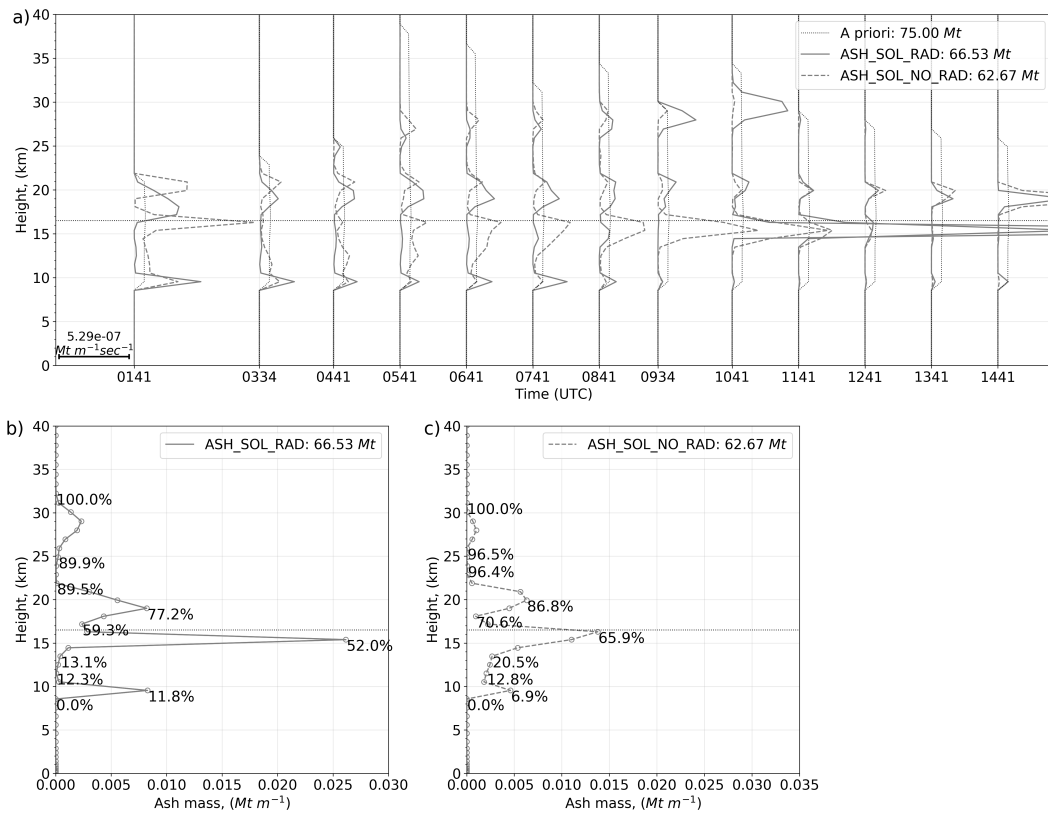 a)
40
35
30
25
20
15
10
5
0
Height, (km)
A priori: 75.00 Mt
ASH_SOL_RAD: 66.53 Mt
ASH_SOL_NO_RAD: 62.67 Mt
5.29e-07
Mt m⁻¹sec⁻¹
0141 0334 0441 0541 0641 0741 0841 0934 1041 1141 1241 1341 1441
Time (UTC)
b)
40
35
30
25
20
15
10
5
0
Height, (km)
ASH_SOL_RAD: 66.53 Mt
100.0%
89.9%
89.5%
77.2%
59.3%
52.0%
13.1%
12.3%
11.8%
0.0%
0.000 0.005 0.010 0.015 0.020 0.025 0.030
Ash mass, (Mt m⁻¹)
c)
40
35
30
25
20
15
10
5
0
Height, (km)
ASH_SOL_NO_RAD: 62.67 Mt
100.0%
96.5%
96.4%
86.8%
70.6%
65.9%
20.5%
12.8%
6.9%
0.0%
0.000 0.005 0.010 0.015 0.020 0.025 0.030 0.035
Ash mass, (Mt m⁻¹)